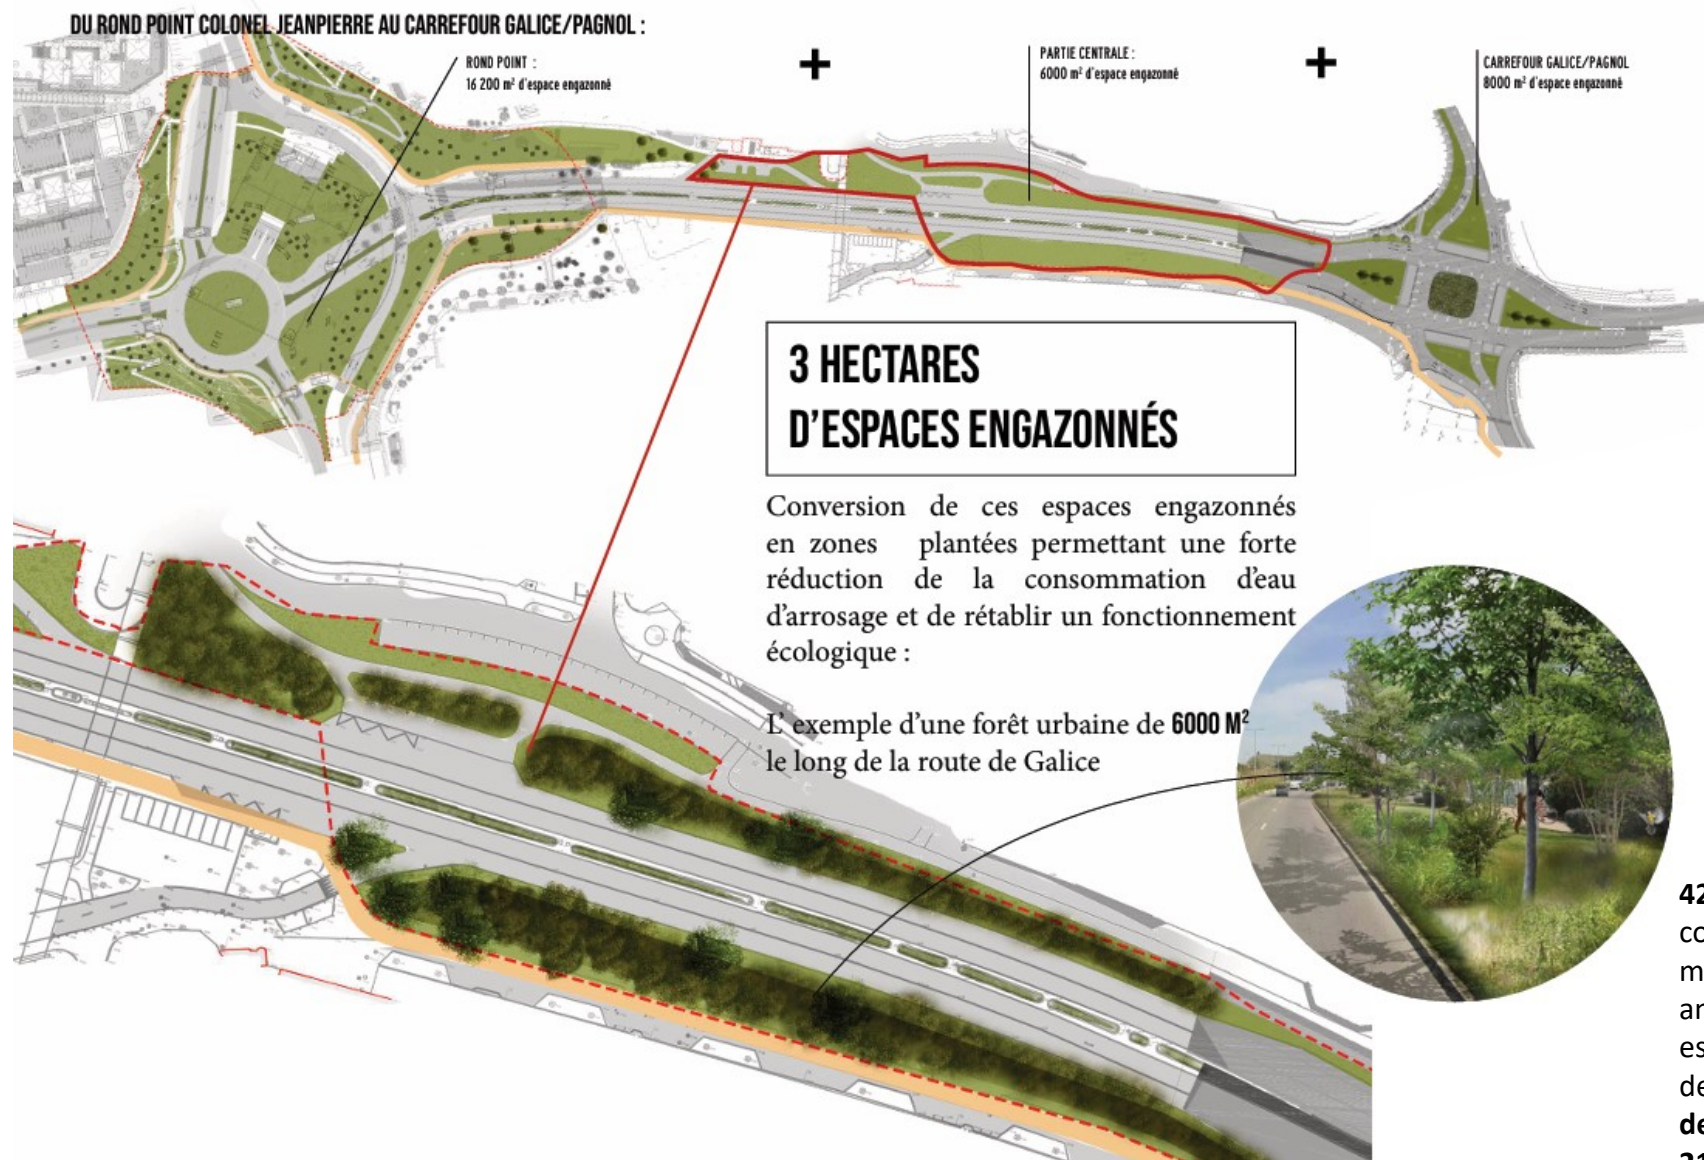 DU ROND POINT COLONEL JEANPIERRE AU CARREFOUR GALICE/PAGNOL :
ROND POINT :
16 200 m² d'espace engazonné
+
PARTIE CENTRALE :
6000 m² d'espace engazonné
+
CARREFOUR GALICE/PAGNOL
8000 m² d'espace engazonné
3 HECTARES
D'ESPACES ENGAZONNÉS
Conversion de ces espaces engazonnés
en zones plantées permettant une forte
réduction de la consommation d'eau
d'arrosage et de rétablir un fonctionnement
écologique :
L' exemple d'une forêt urbaine de 6000 M²
le long de la route de Galice
42